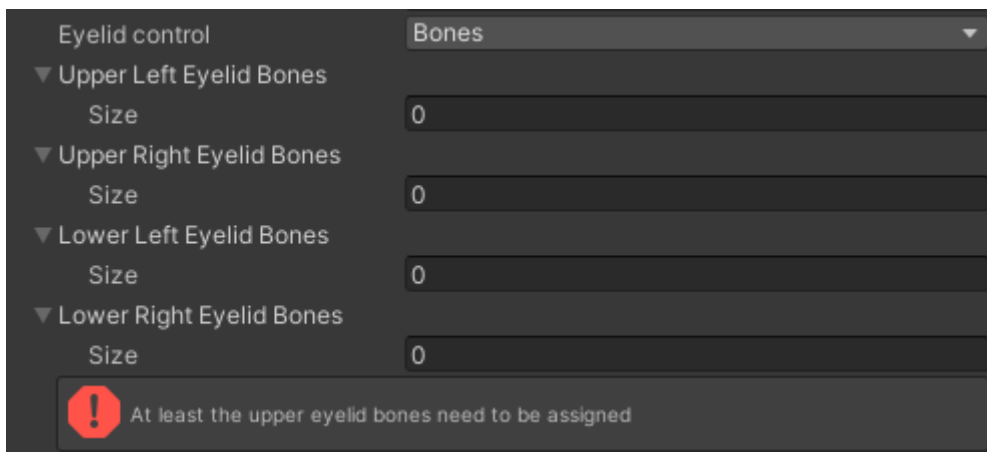 Eyelid control Bones
Upper Left Eyelid Bones
Size 0
Upper Right Eyelid Bones
Size 0
Lower Left Eyelid Bones
Size 0
Lower Right Eyelid Bones
Size 0
At least the upper eyelid bones need to be assigned